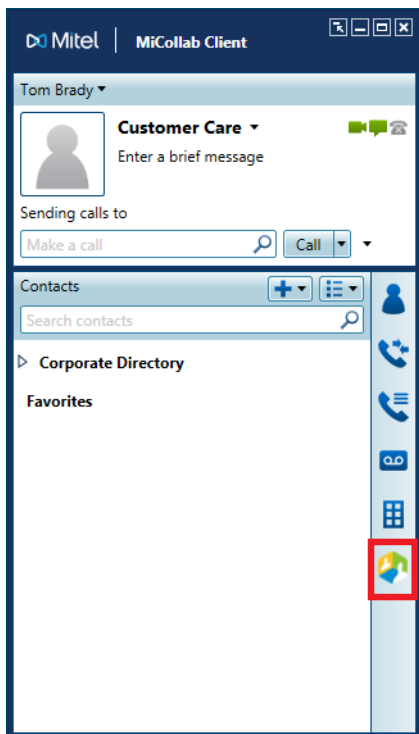 Mitel | MiCollab Client
Tom Brady
Customer Care
Enter a brief message
Sending calls to
Make a call
Call
Contacts
Search contacts
Corporate Directory
Favorites